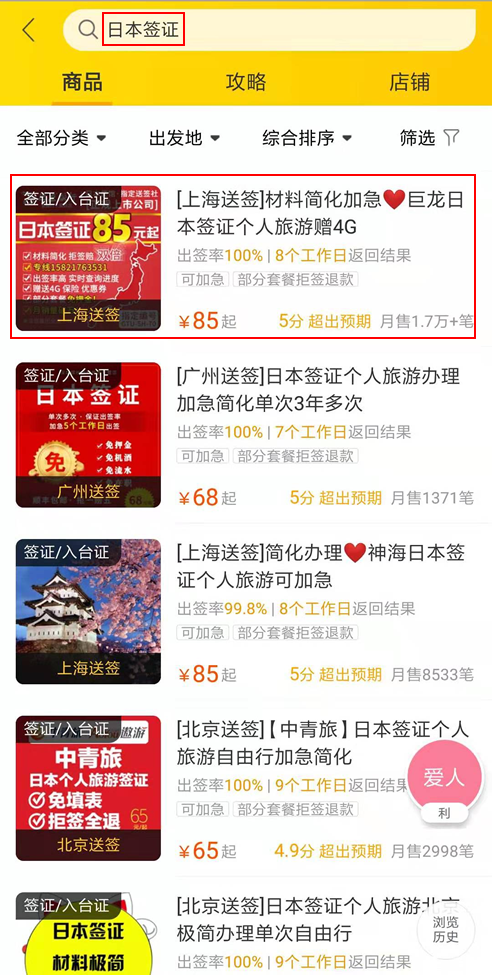 日本签证
商品
攻略
店铺
全部分类
出发地
综合排序
筛选
签证/入台证
指定送签社
上市公司]
日本签证85元起
材料简化 拒签赔双倍
专线15821763531
出签率高 实时查询进度
赠送4G 保险 优惠券
上海送签
[上海送签]材料简化加急❤巨龙日
本签证个人旅游赠4G
出签率100% | 8个工作日返回结果
可加急 部分套餐拒签退款
¥85起
5分 超出预期 月售1.7万+笔
签证/入台证
日本签证
单次多次·保证出签率
加急5个工作日出签
免
免押金
免机酒
免流水
广州送签
[广州送签]日本签证个人旅游办理
加急简化单次3年多次
出签率100% | 7个工作日返回结果
可加急 部分套餐拒签退款
¥68起
5分 超出预期 月售1371笔
签证/入台证
上海送签
[上海送签]简化办理❤神海日本签
证个人旅游可加急
出签率99.8% | 8个工作日返回结果
可加急 部分套餐拒签退款
¥85起
5分 超出预期 月售8533笔
签证/入台证
遨游
中青旅
日本个人旅游签证
免填表
拒签全退
65
元/起
北京送签
[北京送签]【中青旅】日本签证个人
旅游自由行加急简化
出签率100% | 9个工作日返回结果
可加急 部分套餐拒签退款
¥65起
4.9分 超出预期 月售2998笔
爱人
利
签证/入台证
日本签证
材料极简
[北京送签]日本签证个人旅游北京
极简办理单次自由行
出签率100% | 9个工作日返回结果
浏览
历史